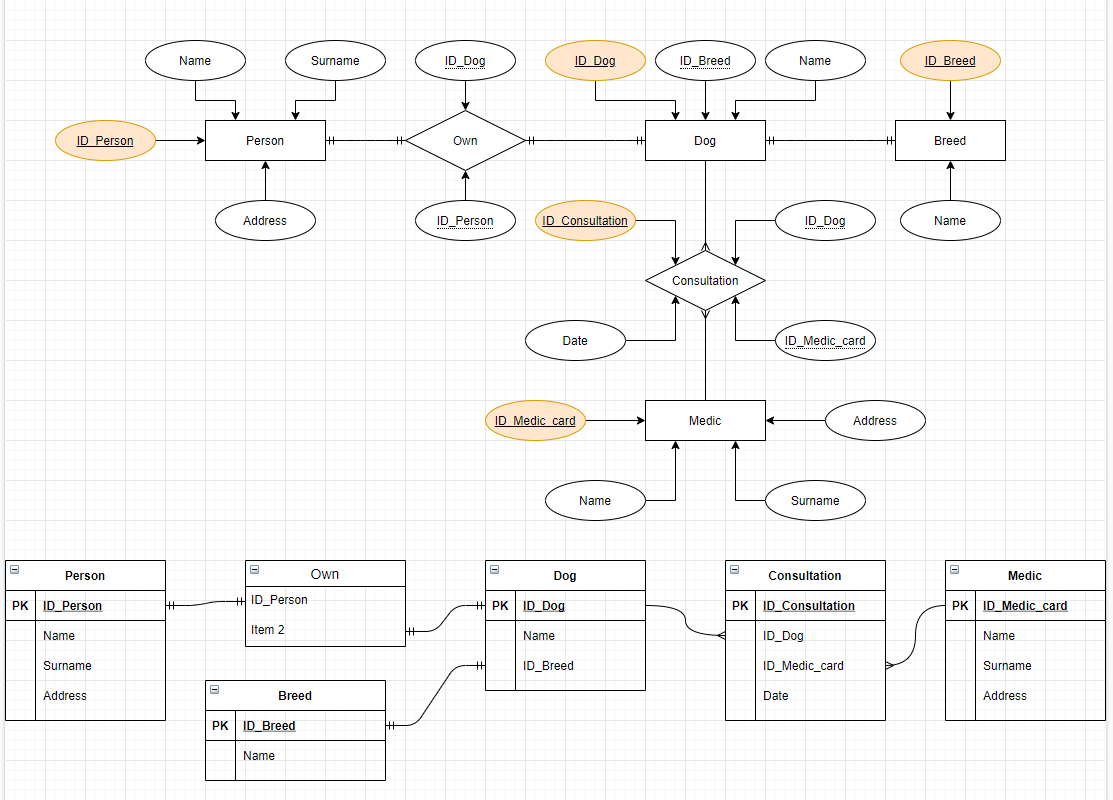 Name
Surname
ID_Dog
ID_Dog
ID_Breed
Name
ID_Breed
ID_Person
Person
Own
Dog
Breed
Address
ID_Person
ID_Consultation
ID_Dog
Name
Consultation
Date
ID_Medic_card
ID_Medic_card
Medic
Address
Name
Surname
Person
PK ID_Person
Name
Surname
Address
Own
ID_Person
Item 2
Breed
PK ID_Breed
Name
Dog
PK ID_Dog
Name
ID_Breed
Consultation
PK ID_Consultation
ID_Dog
ID_Medic_card
Date
Medic
PK ID_Medic_card
Name
Surname
Address